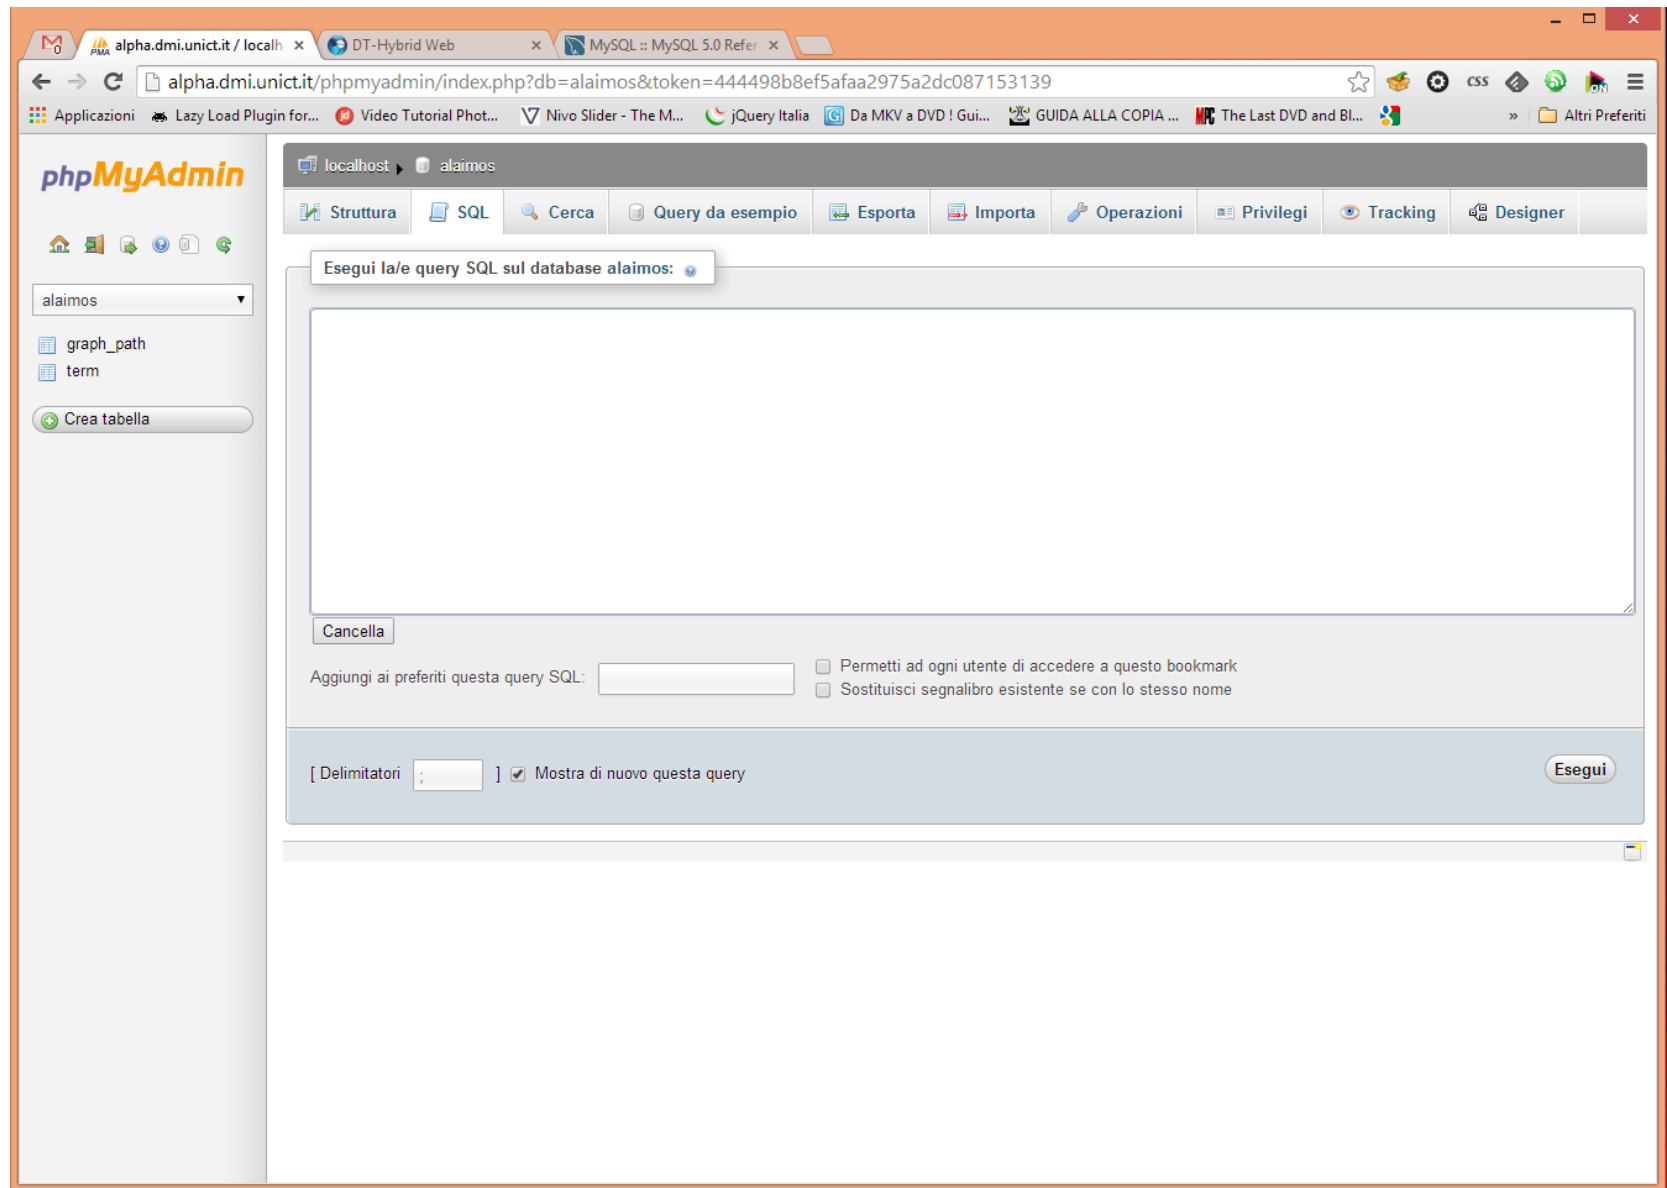 alpha.dmi.unict.it / localh
DT-Hybrid Web
MySQL :: MySQL 5.0 Refer
alpha.dmi.unict.it/phpmyadmin/index.php?db=alaimos&token=444498b8ef5afaa2975a2dc087153139
css
ON
Applicazioni
Lazy Load Plugin for...
Video Tutorial Phot...
Nivo Slider - The M...
jQuery Italia
Da MKV a DVD ! Gui...
GUIDA ALLA COPIA ...
The Last DVD and Bl...
»
Altri Preferiti
phpMyAdmin
localhost
alaimos
Struttura
SQL
Cerca
Query da esempio
Esporta
Importa
Operazioni
Privilegi
Tracking
Designer
Esegui la/e query SQL sul database alaimos:
alaimos
graph_path
term
Crea tabella
Cancella
Aggiungi ai preferiti questa query SQL:
Permetti ad ogni utente di accedere a questo bookmark
Sostituisci segnalibro esistente se con lo stesso nome
[ Delimitatori ; ] Mostra di nuovo questa query
Esegui